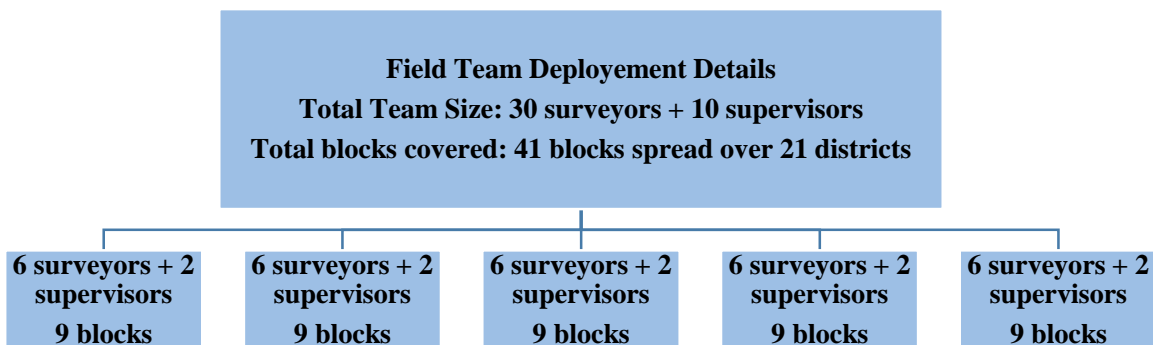 Field Team Deployement Details
Total Team Size: 30 surveyors + 10 supervisors
Total blocks covered: 41 blocks spread over 21 districts
6 surveyors + 2
supervisors
9 blocks
6 surveyors + 2
supervisors
9 blocks
6 surveyors + 2
supervisors
9 blocks
6 surveyors + 2
supervisors
9 blocks
6 surveyors + 2
supervisors
9 blocks